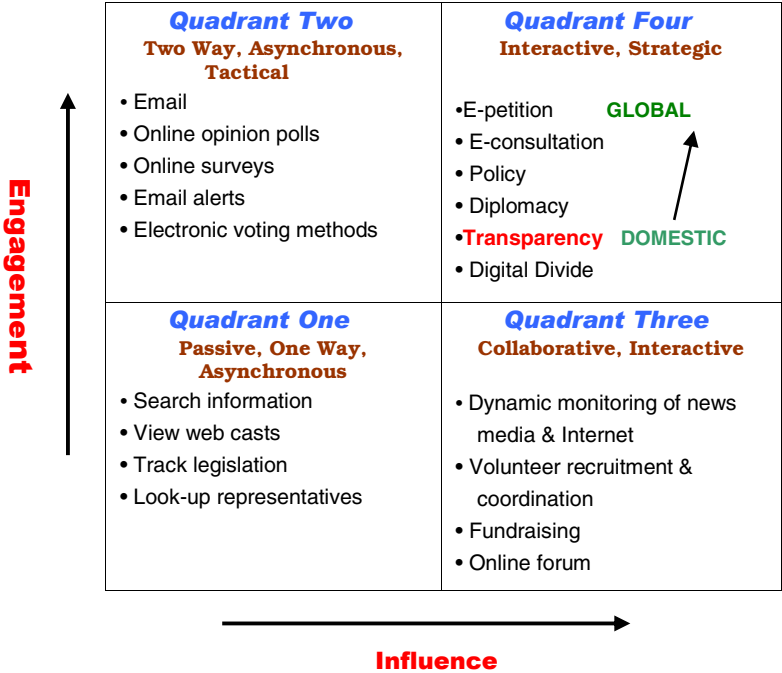 Quadrant Two
Two Way, Asynchronous,
Tactical
• Email
• Online opinion polls
• Online surveys
• Email alerts
• Electronic voting methods
Quadrant Four
Interactive, Strategic
•E-petition GLOBAL
• E-consultation
• Policy
• Diplomacy
•Transparency DOMESTIC
• Digital Divide
Engagement
Quadrant One
Passive, One Way,
Asynchronous
• Search information
• View web casts
• Track legislation
• Look-up representatives
Quadrant Three
Collaborative, Interactive
• Dynamic monitoring of news
media & Internet
• Volunteer recruitment &
coordination
• Fundraising
• Online forum
Influence